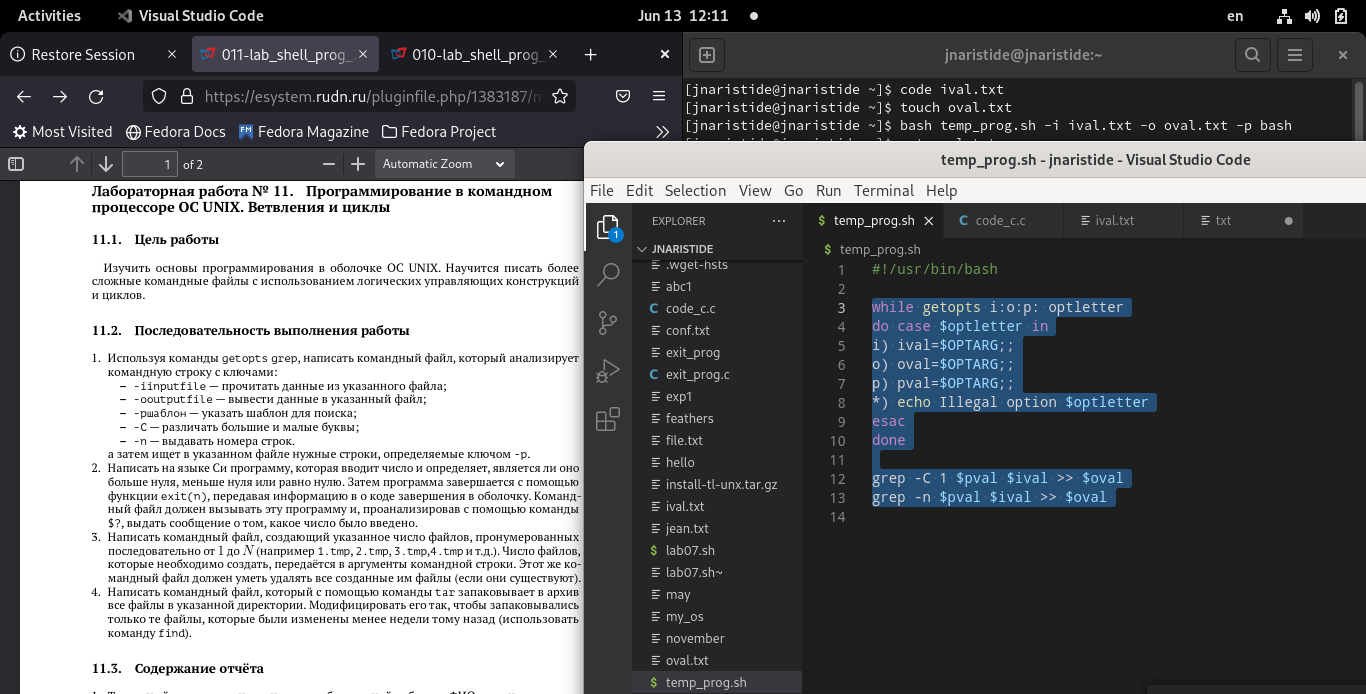 Activities
Visual Studio Code
Jun 13 12:11
en
Restore Session
011-lab_shell_prog_
010-lab_shell_prog_
https://esystem.rudn.ru/pluginfile.php/1383187/m
Most Visited
Fedora Docs
Fedora Magazine
Fedora Project
1
of 2
Automatic Zoom
Лабораторная работа № 11. Программирование в командном
процессоре ОС UNIX. Ветвления и циклы
11.1. Цель работы
Изучить основы программирования в оболочке ОС UNIX. Научится писать более
сложные командные файлы с использованием логических управляющих конструкций
и циклов.
11.2. Последовательность выполнения работы
1. Используя команды getopts grep, написать командный файл, который анализирует
командную строку с ключами:
– -iinputfile — прочитать данные из указанного файла;
– -ooutputfile — вывести данные в указанный файл;
– -pшаблон — указать шаблон для поиска;
– -C — различать большие и малые буквы;
– -n — выдавать номера строк.
а затем ищет в указанном файле нужные строки, определяемые ключом -p.
2. Написать на языке Си программу, которая вводит число и определяет, является ли оно
больше нуля, меньше нуля или равно нулю. Затем программа завершается с помощью
функции exit(n), передавая информацию в о коде завершения в оболочку. Команд-
ный файл должен вызывать эту программу и, проанализировав с помощью команды
$?, выдать сообщение о том, какое число было введено.
3. Написать командный файл, создающий указанное число файлов, пронумерованных
последовательно от 1 до N (например 1.tmp, 2.tmp, 3.tmp,4.tmp и т.д.). Число файлов,
которые необходимо создать, передаётся в аргументы командной строки. Этот же ко-
мандный файл должен уметь удалять все созданные им файлы (если они существуют).
4. Написать командный файл, который с помощью команды tar запаковывает в архив
все файлы в указанной директории. Модифицировать его так, чтобы запаковывались
только те файлы, которые были изменены менее недели тому назад (использовать
команду find).
11.3. Содержание отчёта
jnaristide@jnaristide:~
[jnaristide@jnaristide ~]$ code ival.txt
[jnaristide@jnaristide ~]$ touch oval.txt
[jnaristide@jnaristide ~]$ bash temp_prog.sh -i ival.txt -o oval.txt -p bash
temp_prog.sh - jnaristide - Visual Studio Code
File Edit Selection View Go Run Terminal Help
1
EXPLORER
JNARISTIDE
.wget-hsts
abc1
code_c.c
conf.txt
exit_prog
exit_prog.c
exp1
feathers
file.txt
hello
install-tl-unx.tar.gz
ival.txt
jean.txt
lab07.sh
lab07.sh~
may
my_os
november
oval.txt
temp_prog.sh
temp_prog.sh
code_c.c
ival.txt
txt
temp_prog.sh
1 #!/usr/bin/bash
2
3 while getopts i:o:p: optletter
4 do case $optletter in
5 i) ival=$OPTARG;;
6 o) oval=$OPTARG;;
7 p) pval=$OPTARG;;
8 *) echo Illegal option $optletter
9 esac
10 done
11
12 grep -C 1 $pval $ival >> $oval
13 grep -n $pval $ival >> $oval
14